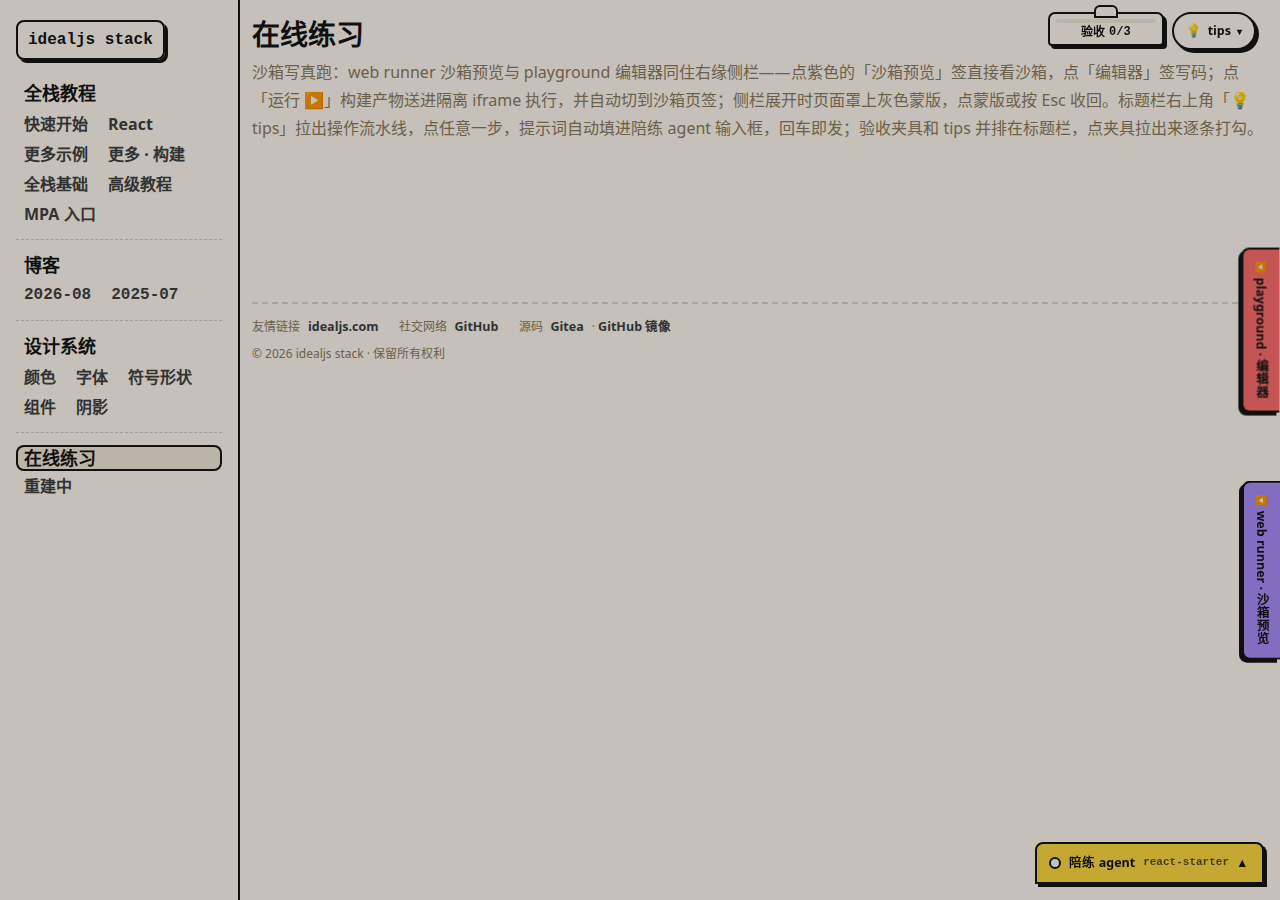 idealjs stack
全栈教程
快速开始 React
更多示例 更多 · 构建
全栈基础 高级教程
MPA 入口
博客
2026-08 2025-07
设计系统
颜色 字体 符号形状
组件 阴影
在线练习
重建中
在线练习
验收 0/3
💡 tips ▾
沙箱写真跑：web runner 沙箱预览与 playground 编辑器同住右缘侧栏——点紫色的「沙箱预览」签直接看沙箱，点「编辑器」签写码；点
「运行 ▶️」构建产物送进隔离 iframe 执行，并自动切到沙箱页签；侧栏展开时页面罩上灰色蒙版，点蒙版或按 Esc 收回。标题栏右上角「💡
tips」拉出操作流水线，点任意一步，提示词自动填进陪练 agent 输入框，回车即发；验收夹具和 tips 并排在标题栏，点夹具拉出来逐条打勾。
友情链接 idealjs.com 社交网络 GitHub 源码 Gitea · GitHub 镜像
© 2026 idealjs stack · 保留所有权利
◀️ playground · 编辑器
◀️ web runner · 沙箱预览
陪练 agent react-starter ▲